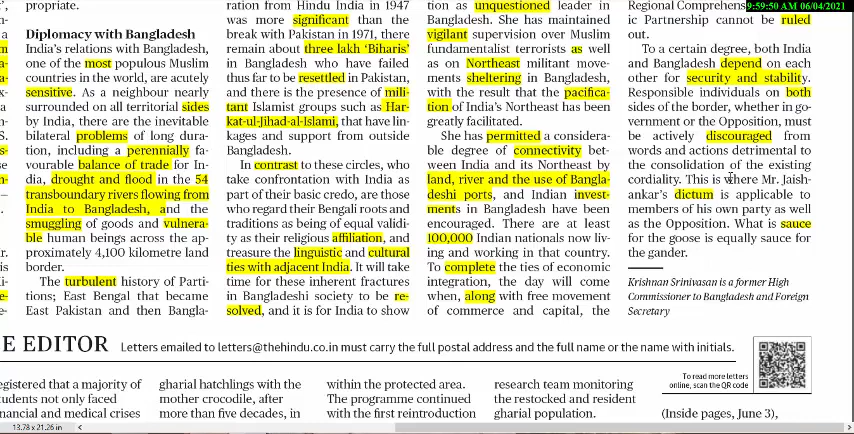 9:59:50 AM 06/04/2021
propriate.
Diplomacy with Bangladesh
India's relations with Bangladesh,
one of the most populous Muslim
countries in the world, are acutely
sensitive. As a neighbour nearly
surrounded on all territorial sides
by India, there are the inevitable
bilateral problems of long dura-
tion, including a perennially fa-
vourable balance of trade for In-
dia, drought and flood in the 54
transboundary rivers flowing from
India to Bangladesh, and the
smuggling of goods and vulnera-
ble human beings across the ap-
proximately 4,100 kilometre land
border.
The turbulent history of Parti-
tions; East Bengal that became
East Pakistan and then Bangla-
ration from Hindu India in 1947
was more significant than the
break with Pakistan in 1971, there
remain about three lakh 'Biharis'
in Bangladesh who have failed
thus far to be resettled in Pakistan,
and there is the presence of mili-
tant Islamist groups such as Har-
kat-ul-Jihad-al-Islami, that have lin-
kages and support from outside
Bangladesh.
In contrast to these circles, who
take confrontation with India as
part of their basic credo, are those
who regard their Bengali roots and
traditions as being of equal validi-
ty as their religious affiliation, and
treasure the linguistic and cultural
ties with adjacent India. It will take
time for these inherent fractures
in Bangladeshi society to be re-
solved, and it is for India to show
tion as unquestioned leader in
Bangladesh. She has maintained
vigilant supervision over Muslim
fundamentalist terrorists as well
as on Northeast militant move-
ments sheltering in Bangladesh,
with the result that the pacifica-
tion of India's Northeast has been
greatly facilitated.
She has permitted a considera-
ble degree of connectivity bet-
ween India and its Northeast by
land, river and the use of Bangla-
deshi ports, and Indian invest-
ments in Bangladesh have been
encouraged. There are at least
100,000 Indian nationals now liv-
ing and working in that country.
To complete the ties of economic
integration, the day will come
when, along with free movement
of commerce and capital, the
Regional Comprehens
ic Partnership cannot be ruled
out.
To a certain degree, both India
and Bangladesh depend on each
other for security and stability.
Responsible individuals on both
sides of the border, whether in go-
vernment or the Opposition, must
be actively discouraged from
words and actions detrimental to
the consolidation of the existing
cordiality. This is where Mr. Jaish-
ankar's dictum is applicable to
members of his own party as well
as the Opposition. What is sauce
for the goose is equally sauce for
the gander.
Krishnan Srinivasan is a former High
Commissioner to Bangladesh and Foreign
Secretary
E EDITOR Letters emailed to letters@thehindu.co.in must carry the full postal address and the full name or the name with initials.
To read more letters
online, scan the QR code
egistered that a majority of
tudents not only faced
nancial and medical crises
gharial hatchlings with the
mother crocodile, after
more than five decades, in
within the protected area.
The programme continued
with the first reintroduction
research team monitoring
the restocked and resident
gharial population.
(Inside pages, June 3),
13.78 x 21.26 in